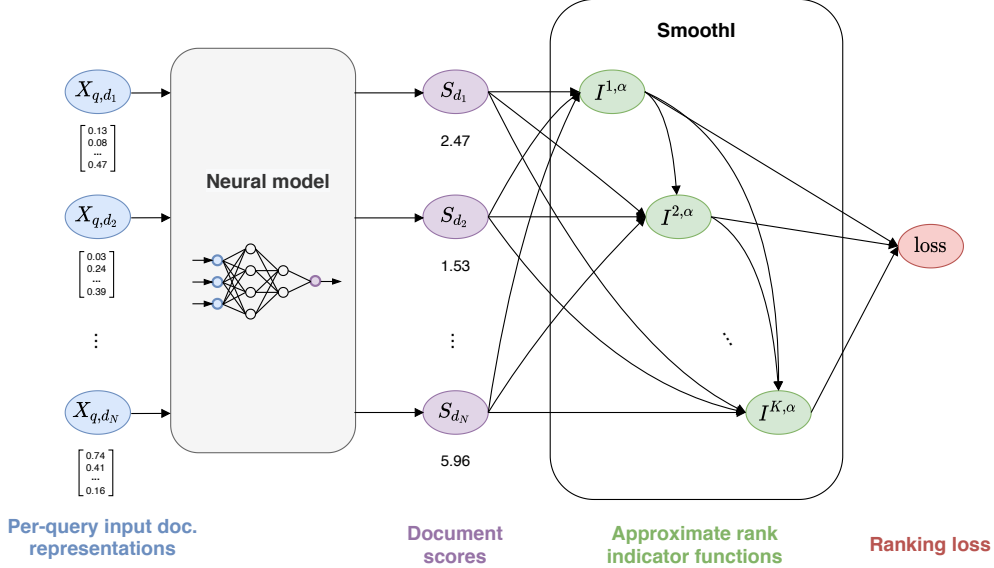 SmoothI
X_{q,d_1}
S_{d_1}
I^{1,α}
0.13
0.08
...
0.47
2.47
Neural model
X_{q,d_2}
S_{d_2}
I^{2,α}
loss
0.03
0.24
...
0.39
1.53
...
...
...
X_{q,d_N}
S_{d_N}
I^{K,α}
0.74
0.41
...
0.16
5.96
Per-query input doc.
representations
Document
scores
Approximate rank
indicator functions
Ranking loss